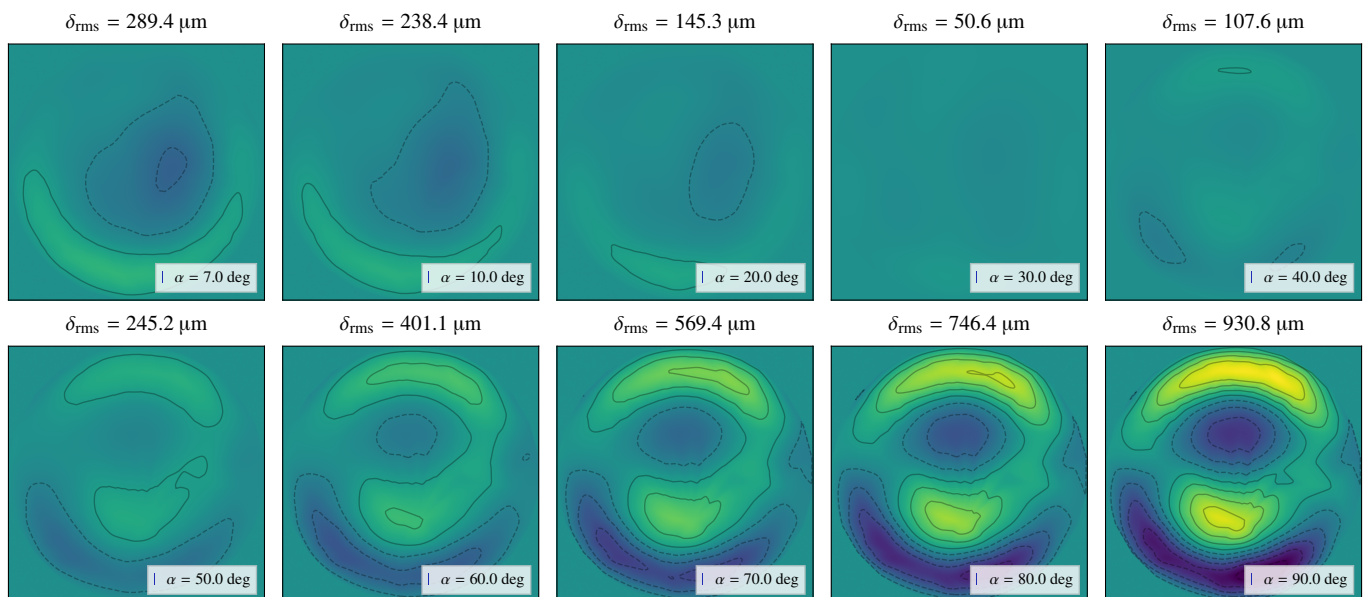 δrms = 289.4 μm
δrms = 238.4 μm
δrms = 145.3 μm
δrms = 50.6 μm
δrms = 107.6 μm
α = 7.0 deg
α = 10.0 deg
α = 20.0 deg
α = 30.0 deg
α = 40.0 deg
δrms = 245.2 μm
δrms = 401.1 μm
δrms = 569.4 μm
δrms = 746.4 μm
δrms = 930.8 μm
α = 50.0 deg
α = 60.0 deg
α = 70.0 deg
α = 80.0 deg
α = 90.0 deg